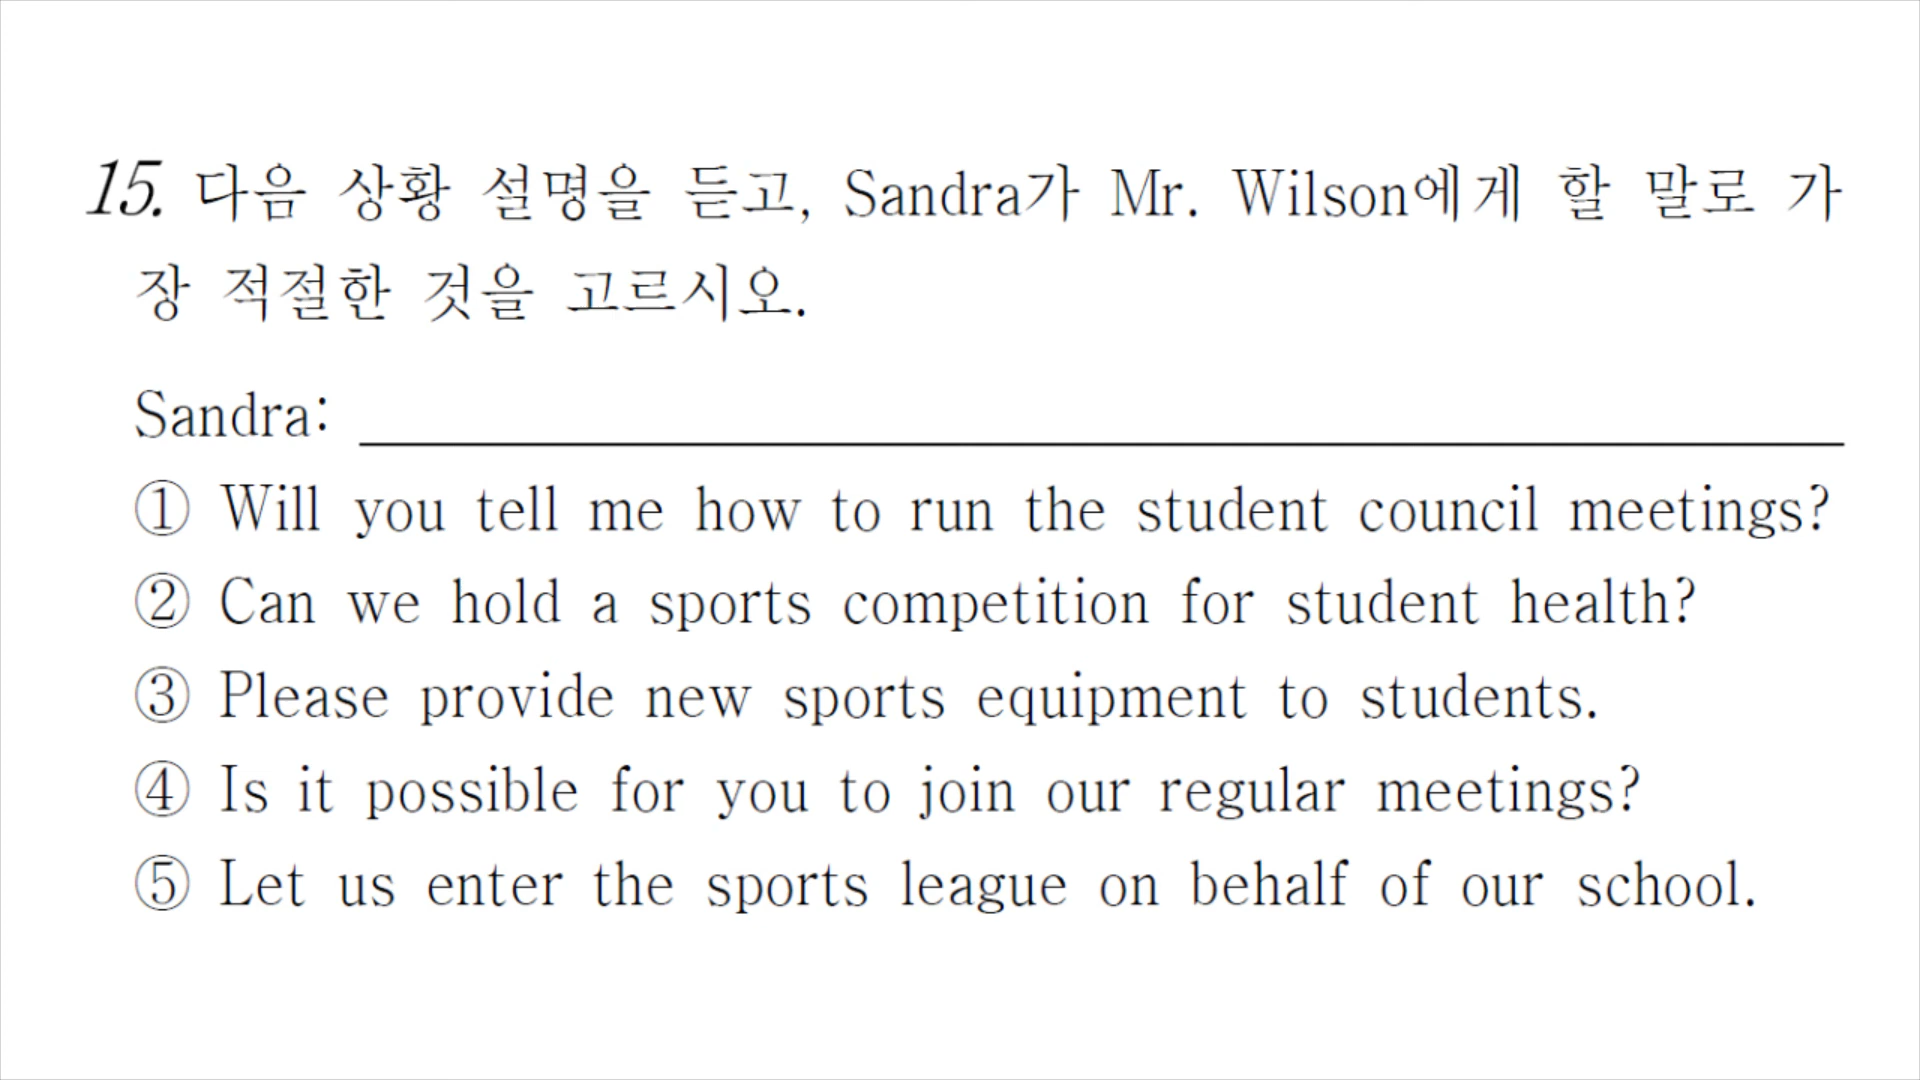 15. 다음 상황 설명을 듣고, Sandra가 Mr. Wilson에게 할 말로 가
장 적절한 것을 고르시오.
Sandra:
① Will you tell me how to run the student council meetings?
② Can we hold a sports competition for student health?
③ Please provide new sports equipment to students.
④ Is it possible for you to join our regular meetings?
⑤ Let us enter the sports league on behalf of our school.